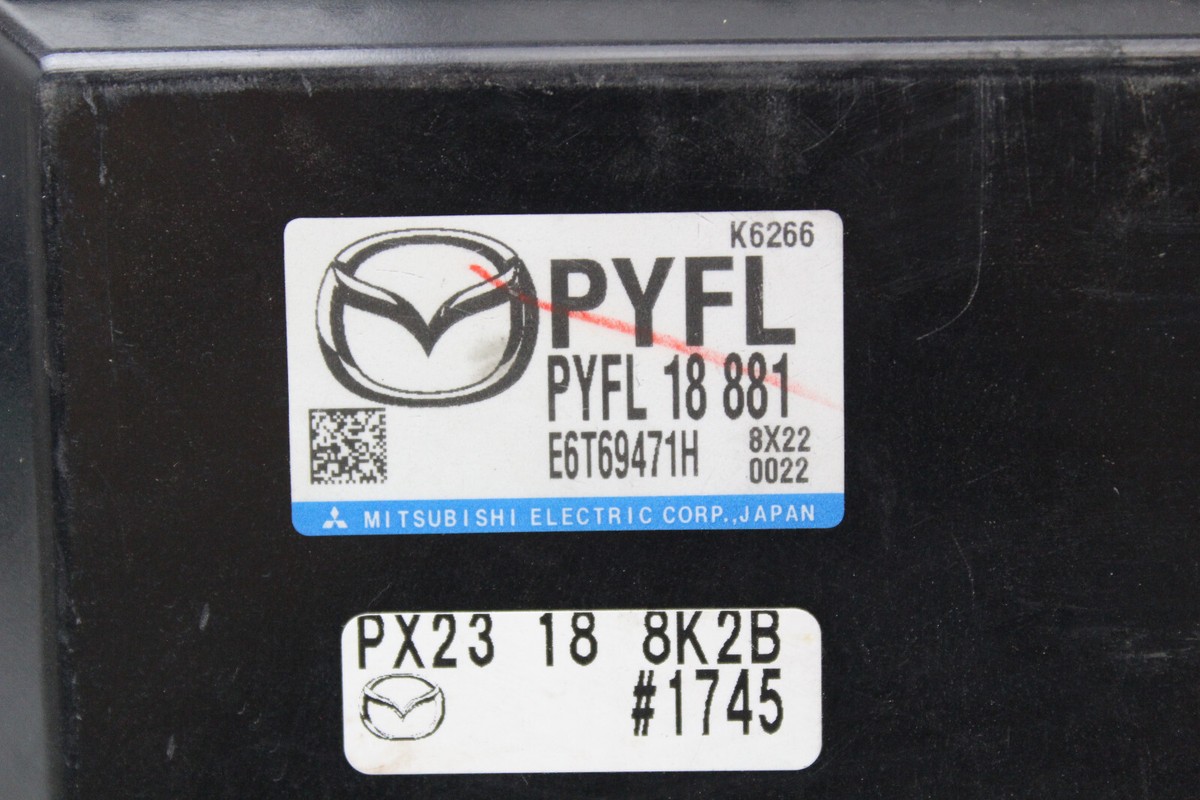 K6266
PYFL
PYFL 18 881
E6T69471H 8X22
0022
MITSUBISHI ELECTRIC CORP.,JAPAN
PX23 18 8K2B
#1745